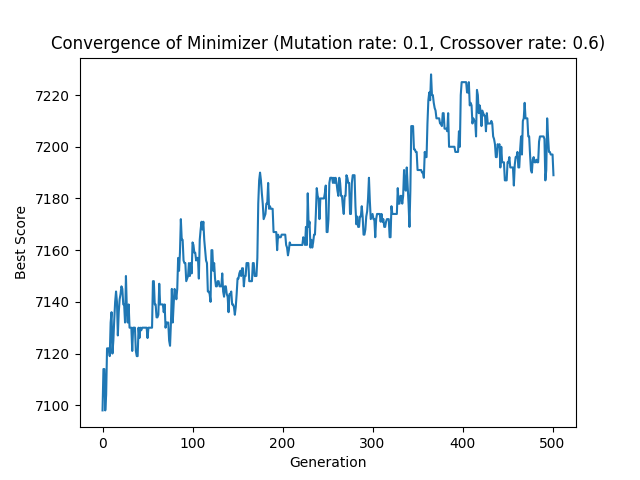 Convergence of Minimizer (Mutation rate: 0.1, Crossover rate: 0.6)
Best Score
7220
7200
7180
7160
7140
7120
7100
0 100 200 300 400 500
Generation